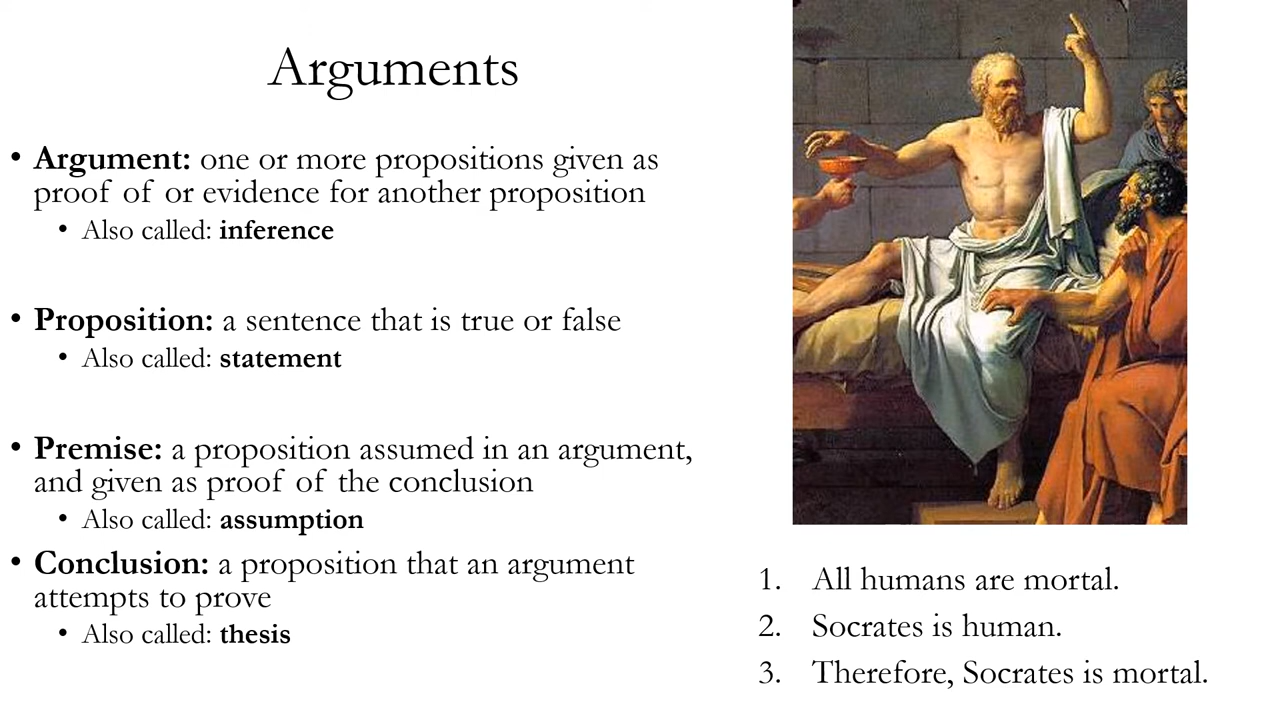 Arguments
• Argument: one or more propositions given as
proof of or evidence for another proposition
• Also called: inference
• Proposition: a sentence that is true or false
• Also called: statement
• Premise: a proposition assumed in an argument,
and given as proof of the conclusion
• Also called: assumption
• Conclusion: a proposition that an argument
attempts to prove
• Also called: thesis
1. All humans are mortal.
2. Socrates is human.
3. Therefore, Socrates is mortal.